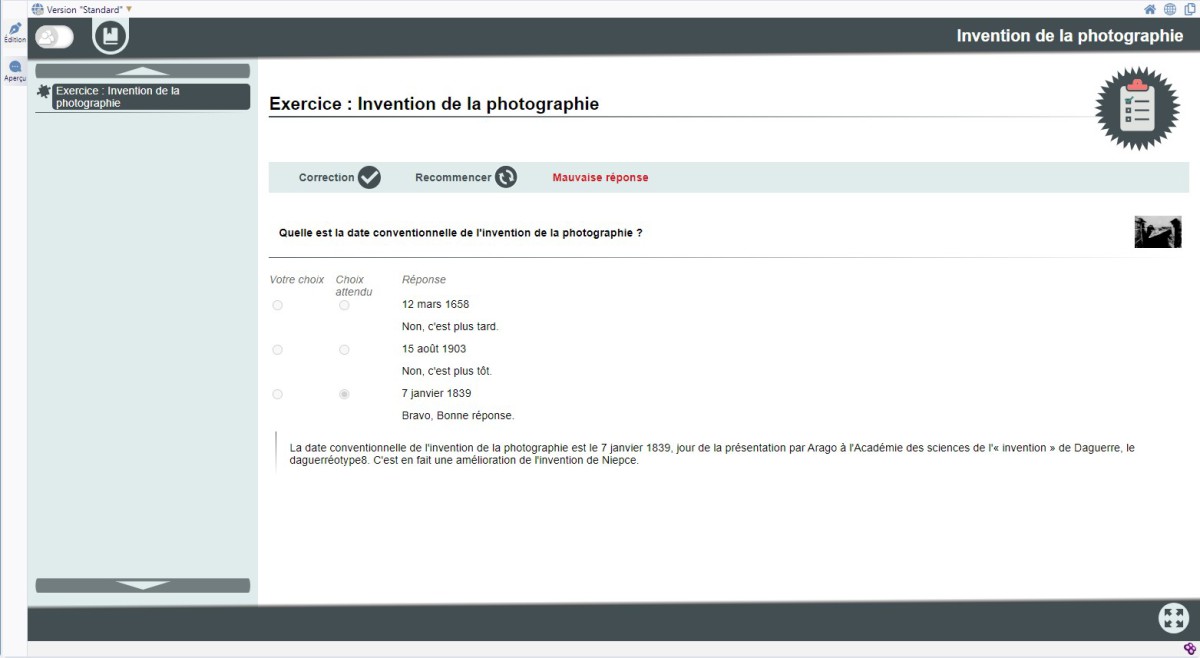 Version "Standard"
Édition
Aperçu
Invention de la photographie
Exercice : Invention de la
photographie
Exercice : Invention de la photographie
Correction Recommencer Mauvaise réponse
Quelle est la date conventionnelle de l'invention de la photographie ?
Votre choix Choix attendu Réponse
12 mars 1658
Non, c'est plus tard.
15 août 1903
Non, c'est plus tôt.
7 janvier 1839
Bravo, Bonne réponse.
La date conventionnelle de l'invention de la photographie est le 7 janvier 1839, jour de la présentation par Arago à l'Académie des sciences de l'« invention » de Daguerre, le
daguerréotype8. C'est en fait une amélioration de l'invention de Niepce.